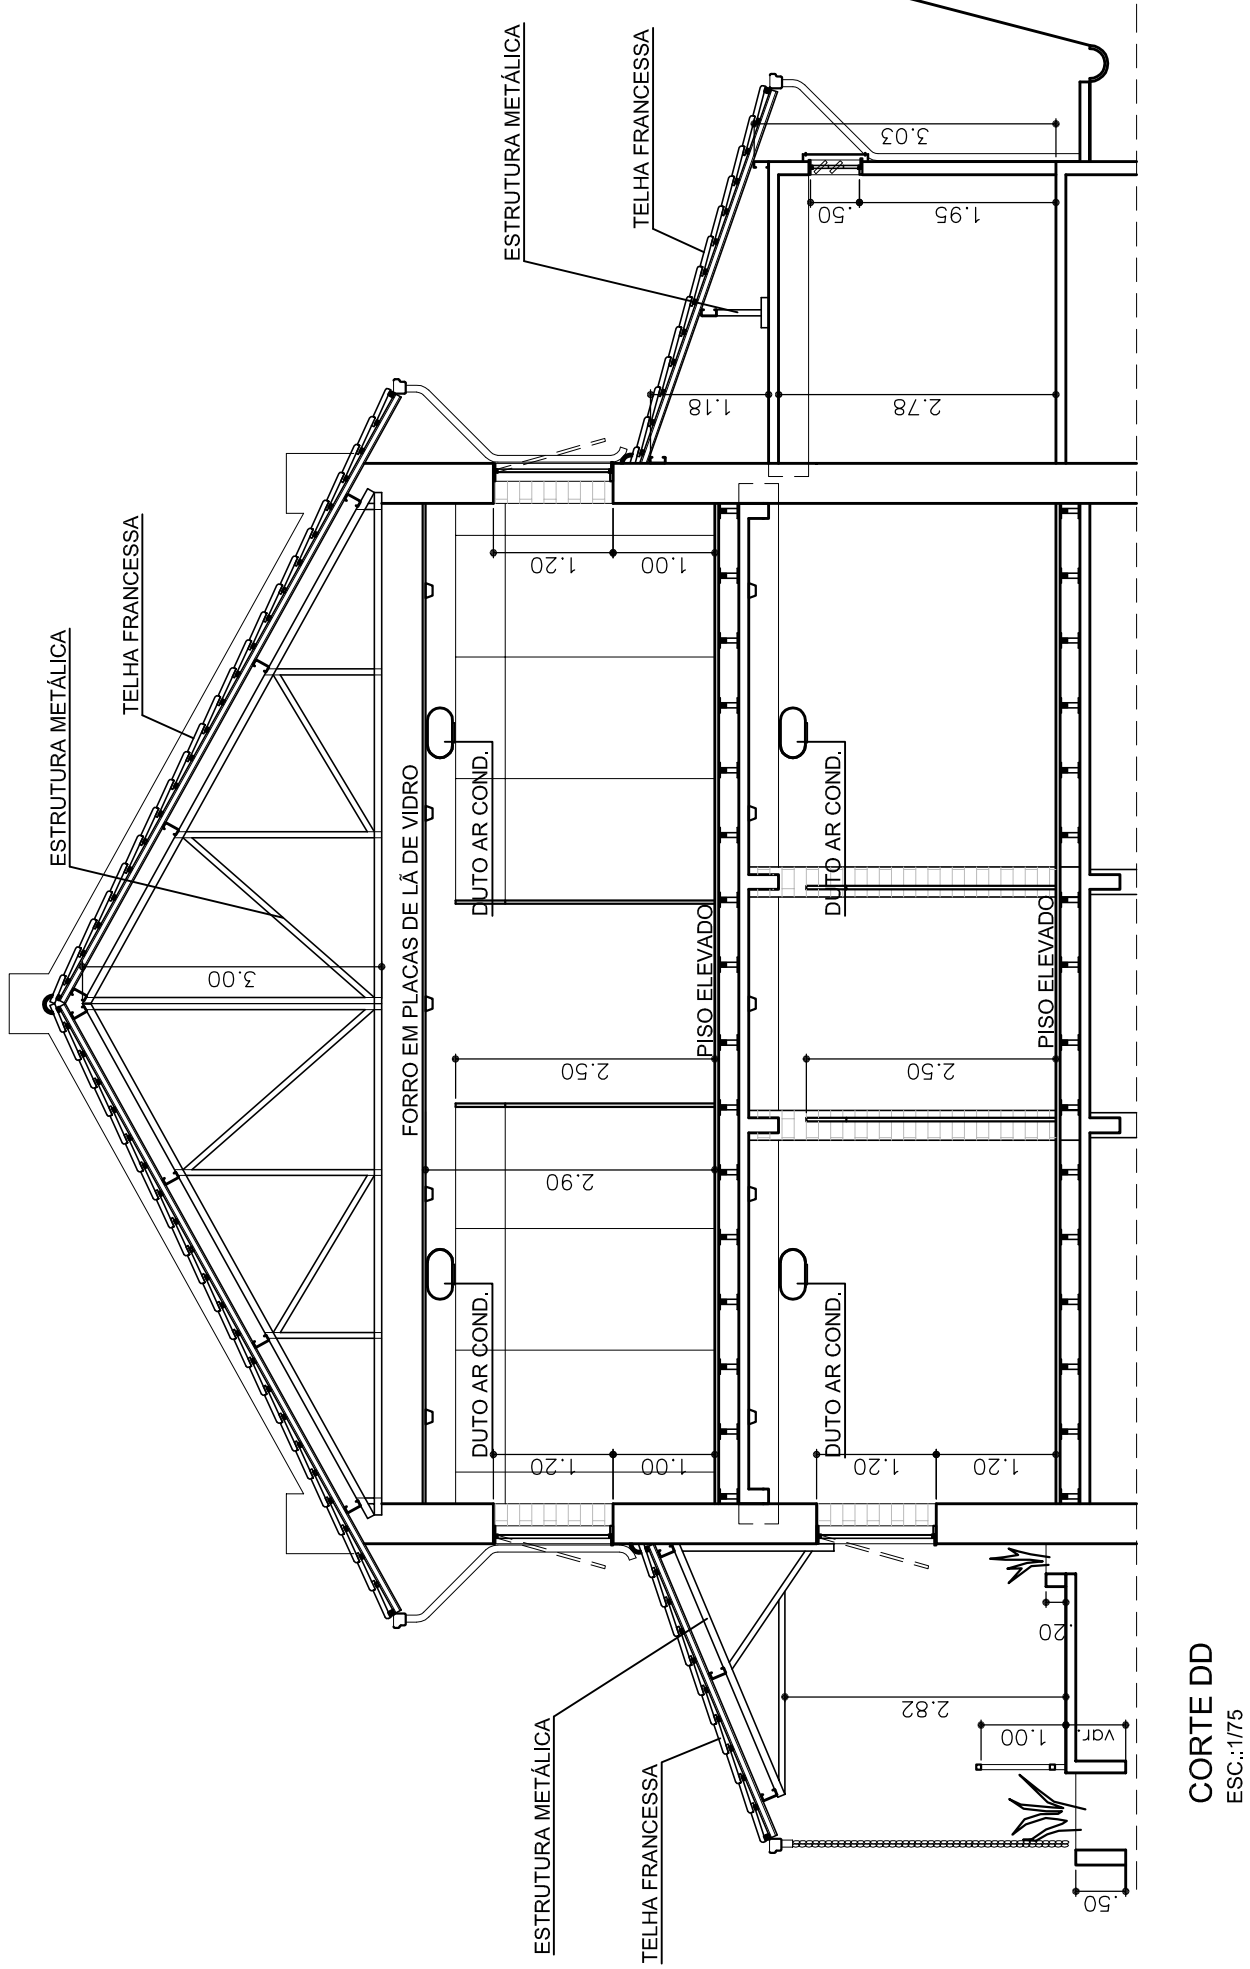 ESTRUTURA METÁLICA
TELHA FRANCESSA
3.00
FORRO EM PLACAS DE LÃ DE VIDRO
DUTO AR COND.
DUTO AR COND.
1.20
1.00
2.90
2.50
1.20
1.00
PISO ELEVADO
ESTRUTURA METÁLICA
TELHA FRANCESSA
ESTRUTURA METÁLICA
TELHA FRANCESSA
1.18
2.78
.50
1.95
3.03
DUTO AR COND.
DUTO AR COND.
1.20
1.20
2.50
PISO ELEVADO
2.82
1.00
var.
.20
.50
CORTE DD
ESC.:1/75